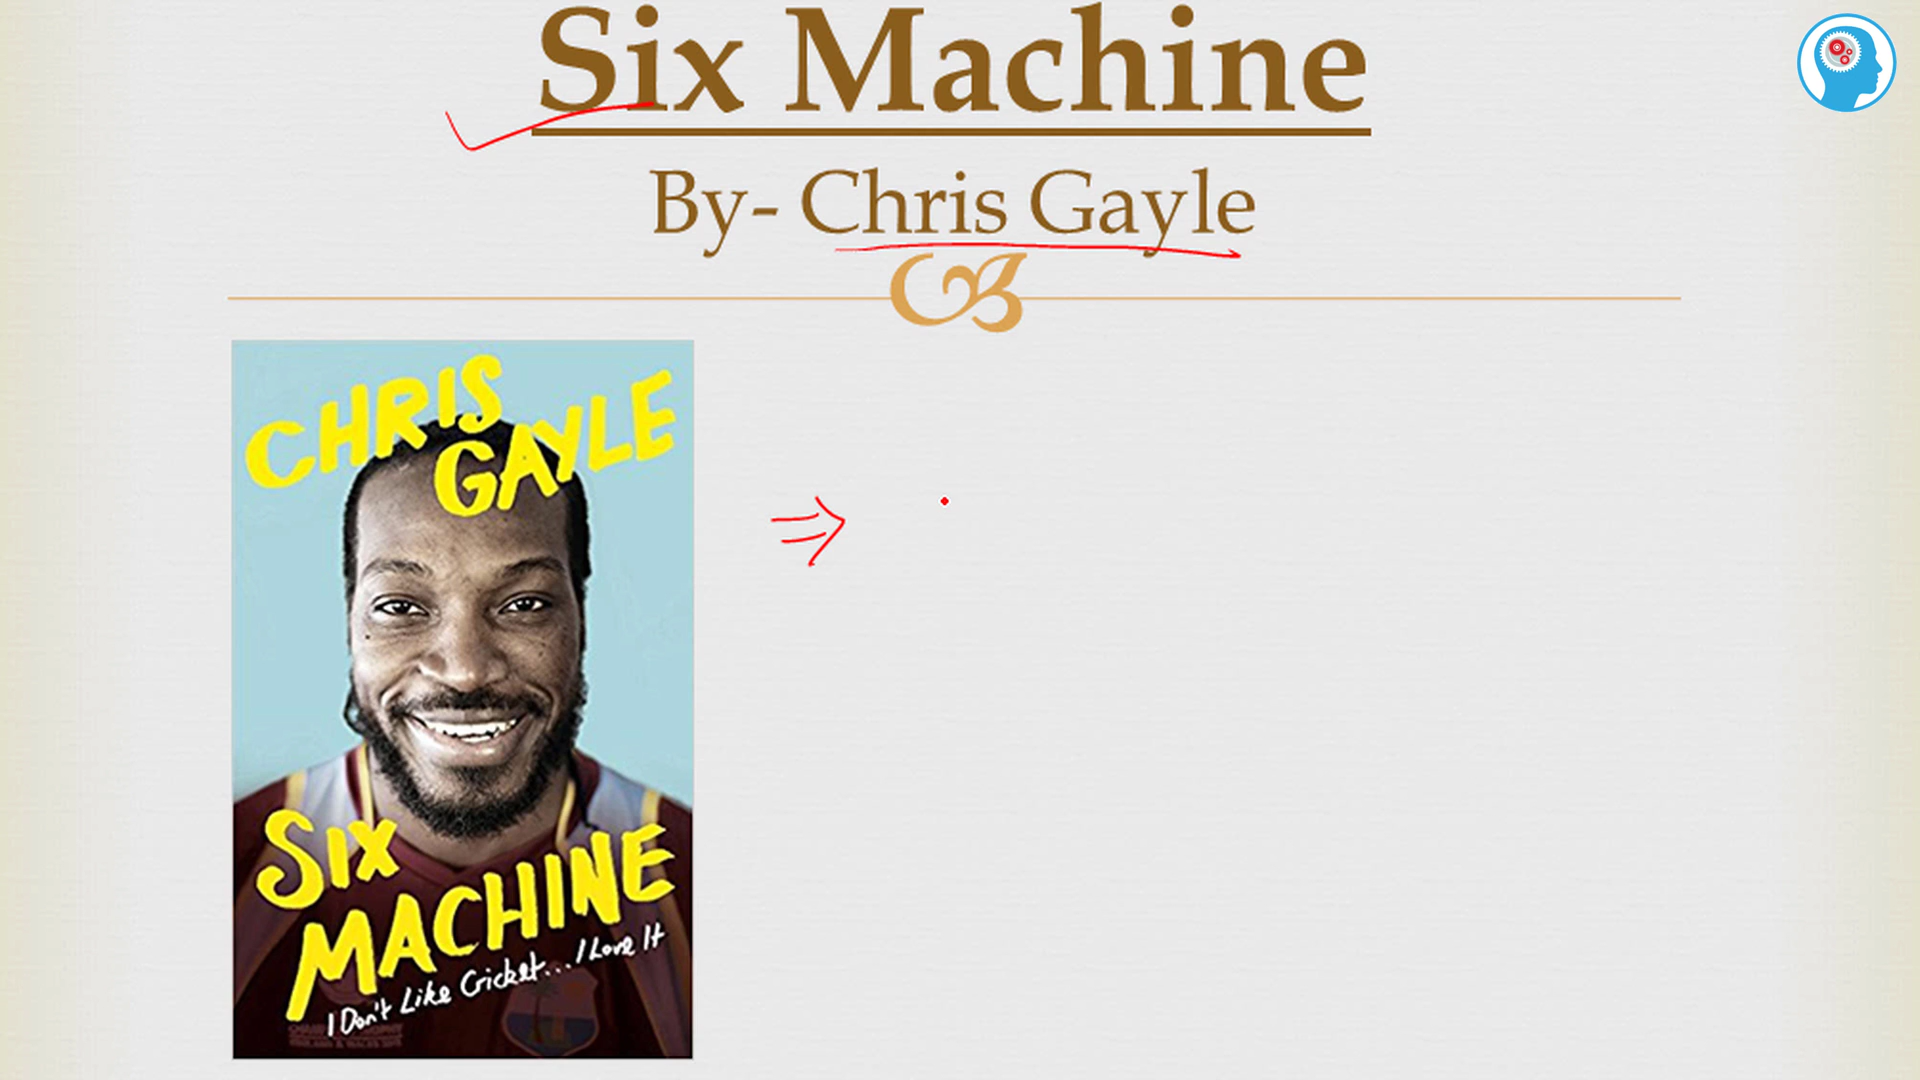 Six Machine
By- Chris Gayle
CHRIS
GAYLE
SIX
MACHINE
I Don't Like Cricket... I Love It